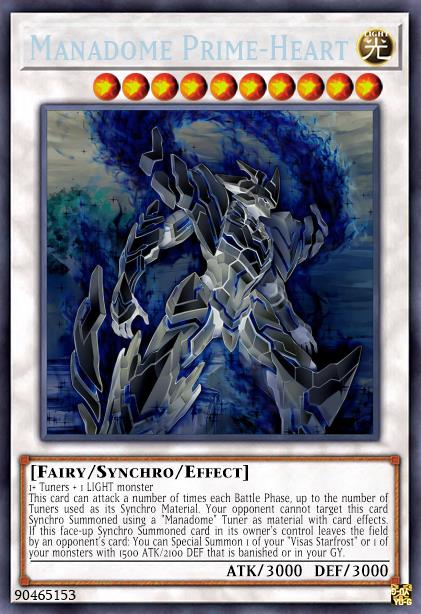 Manadome Prime-Heart
LIGHT
光
[Fairy/Synchro/Effect]
1+ Tuners + 1 LIGHT monster
This card can attack a number of times each Battle Phase, up to the number of
Tuners used as its Synchro Material. Your opponent cannot target this card
Synchro Summoned using a "Manadome" Tuner as material with card effects.
If this face-up Synchro Summoned card in its owner's control leaves the field
by an opponent's card: You can Special Summon 1 of your "Visas Starfrost" or 1 of
your monsters with 1500 ATK/2100 DEF that is banished or in your GY.
ATK/3000 DEF/3000
90465153